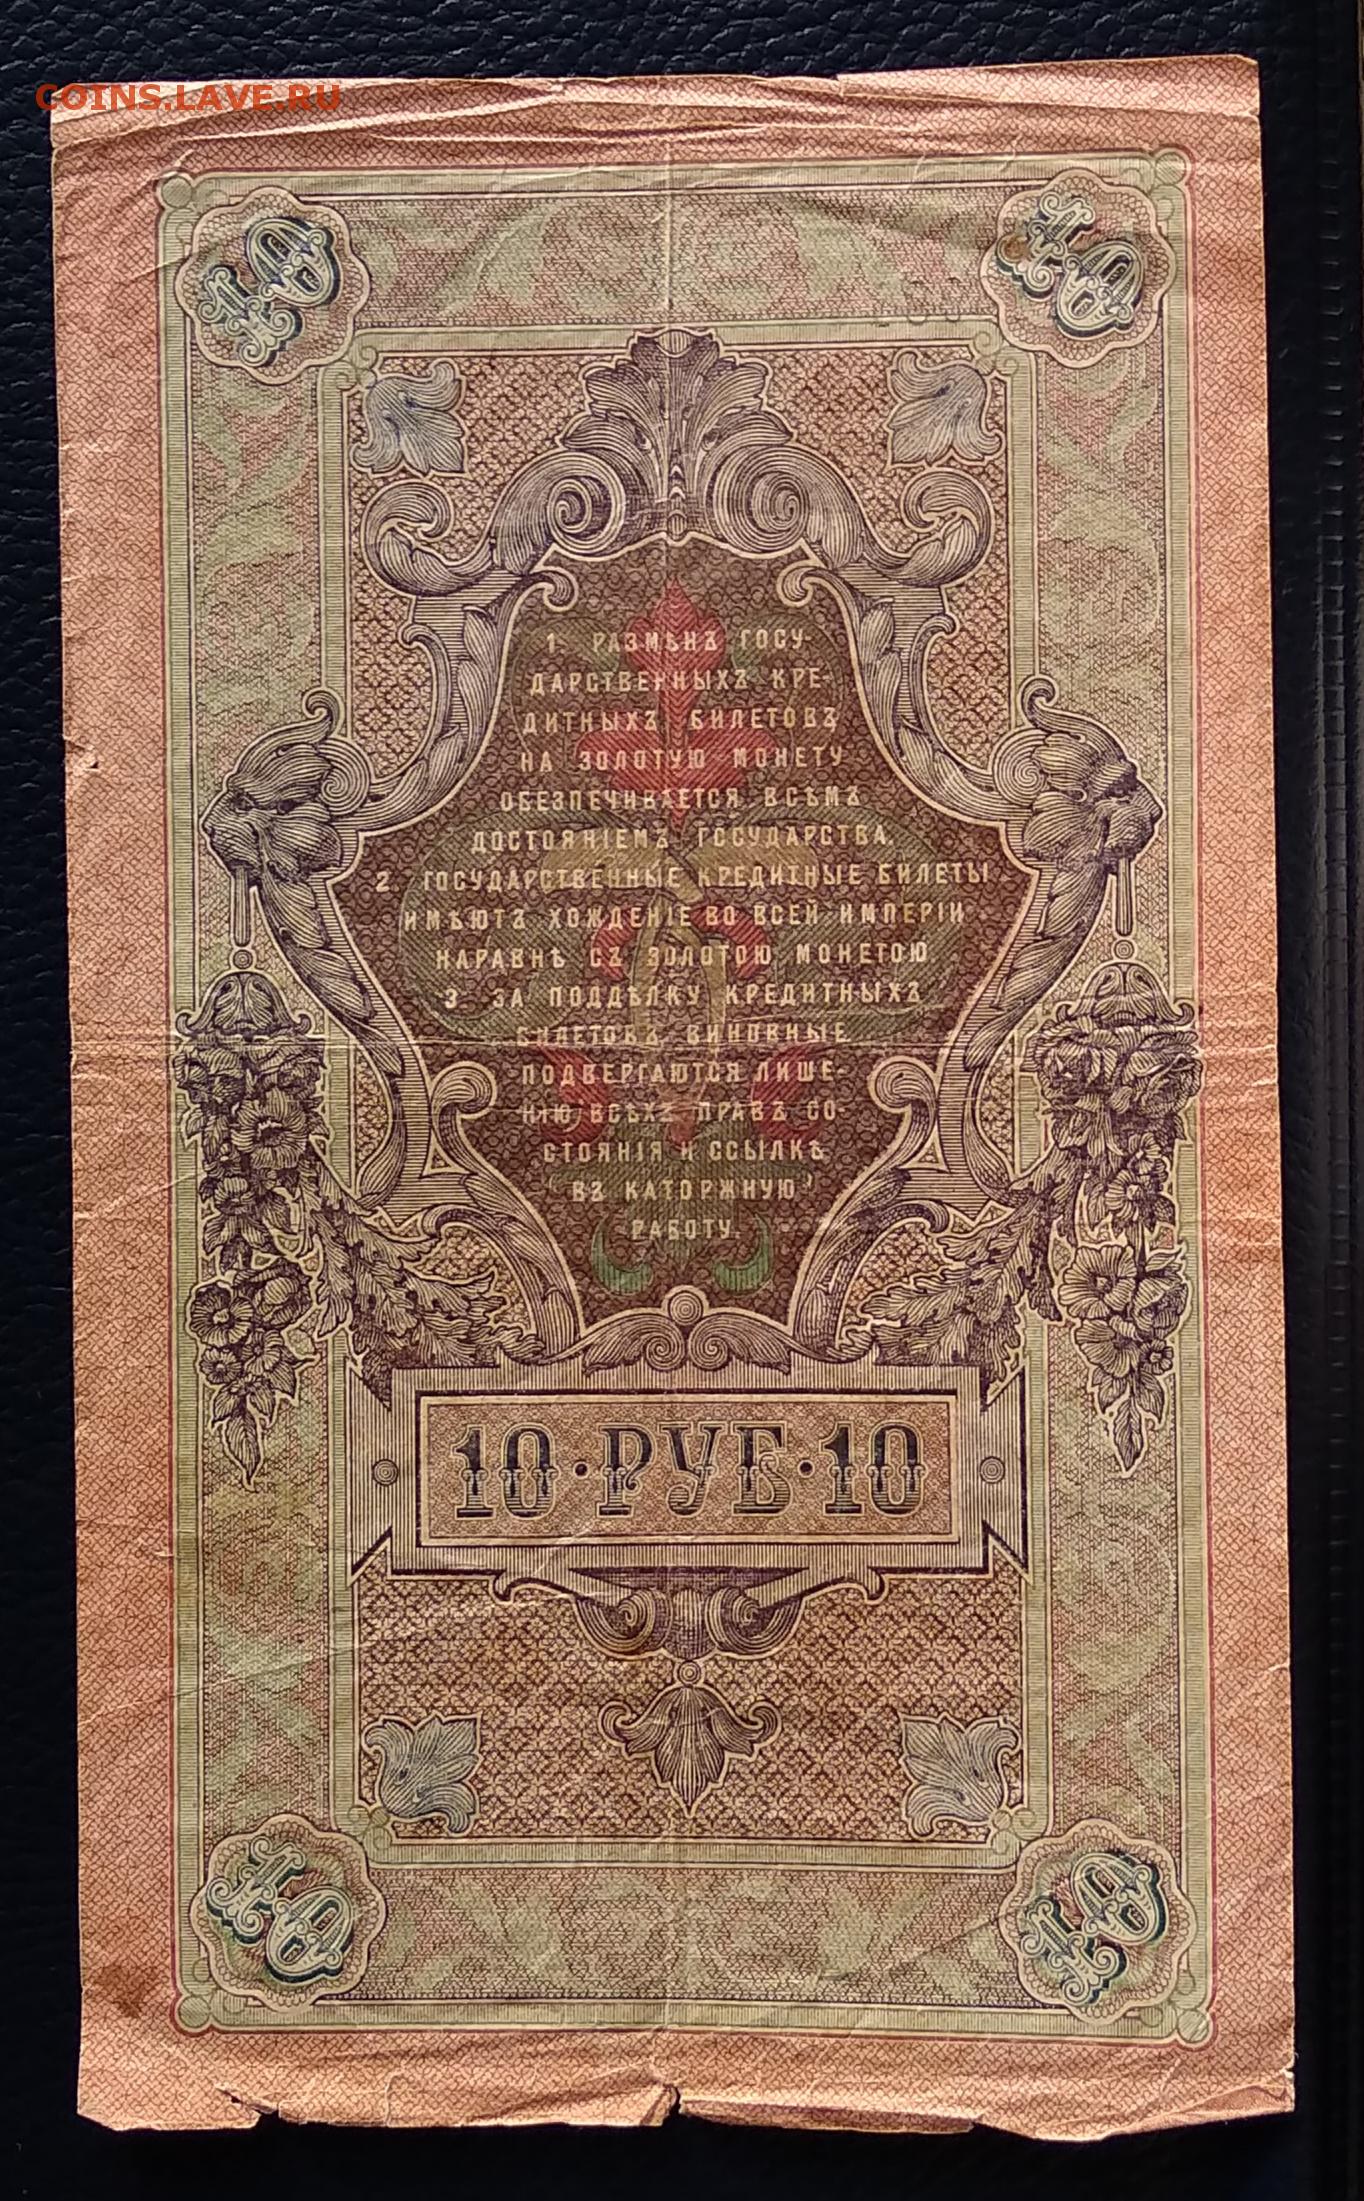 COINS.LAVE.RU
10 10
1. РАЗМѢНЪ ГОСУ-
ДАРСТВЕННЫХЪ КРЕ-
ДИТНЫХЪ БИЛЕТОВЪ
НА ЗОЛОТУЮ МОНЕТУ
ОБЕЗПЕЧИВАЕТСЯ ВСѢМЪ
ДОСТОЯНІЕМЪ ГОСУДАРСТВА.
2. ГОСУДАРСТВЕННЫЕ КРЕДИТНЫЕ БИЛЕТЫ
ИМѢЮТЪ ХОЖДЕНІЕ ВО ВСЕЙ ИМПЕРІИ
НАРАВНѢ СЪ ЗОЛОТОЮ МОНЕТОЮ
3. ЗА ПОДДѢЛКУ КРЕДИТНЫХЪ
БИЛЕТОВЪ ВИНОВНЫЕ
ПОДВЕРГАЮТСЯ ЛИШЕ-
НІЮ ВСѢХЪ ПРАВЪ СО-
СТОЯНІЯ И ССЫЛКѢ
ВЪ КАТОРЖНУЮ
РАБОТУ.
10·РУБ·10
10 10